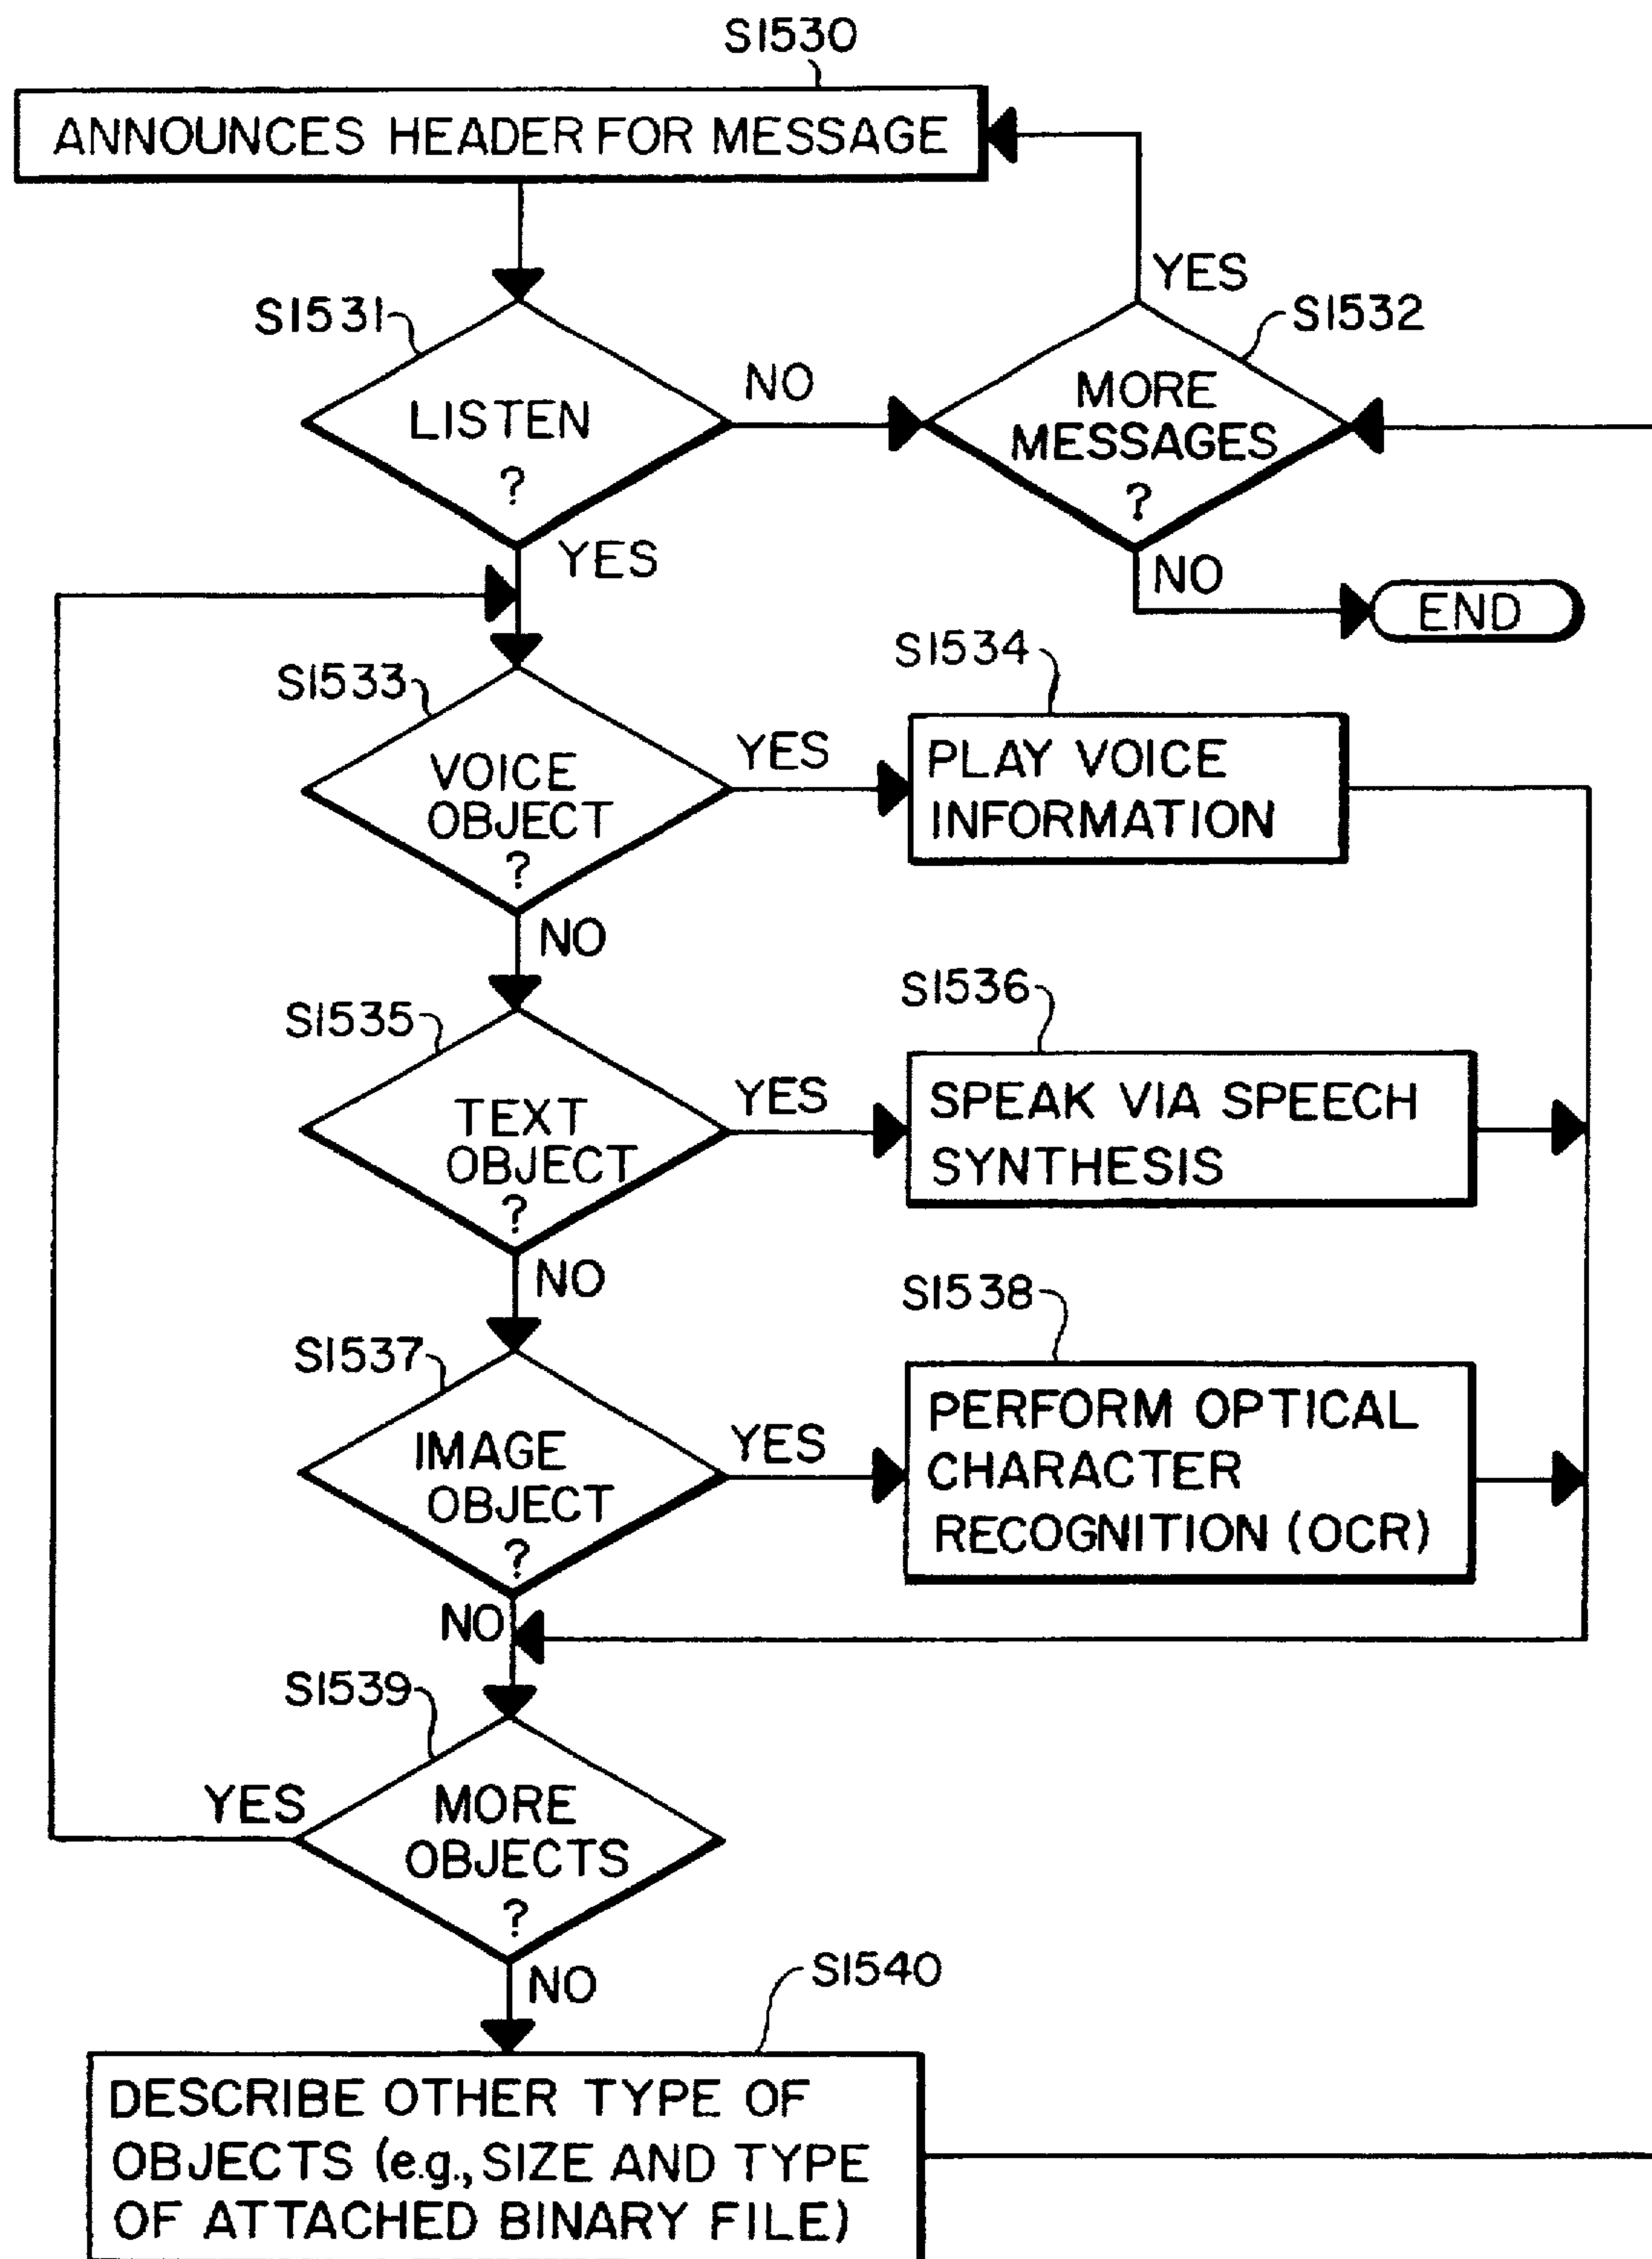 S1530
ANNOUNCES HEADER FOR MESSAGE
YES
S1531
S1532
LISTEN
?
NO
MORE
MESSAGES
?
YES
NO
END
S1533
S1534
VOICE
OBJECT
?
YES
PLAY VOICE
INFORMATION
NO
S1535
S1536
TEXT
OBJECT
?
YES
SPEAK VIA SPEECH
SYNTHESIS
NO
S1537
S1538
IMAGE
OBJECT
?
YES
PERFORM OPTICAL
CHARACTER
RECOGNITION (OCR)
NO
S1539
YES
MORE
OBJECTS
?
NO
S1540
DESCRIBE OTHER TYPE OF
OBJECTS (e.g., SIZE AND TYPE
OF ATTACHED BINARY FILE)